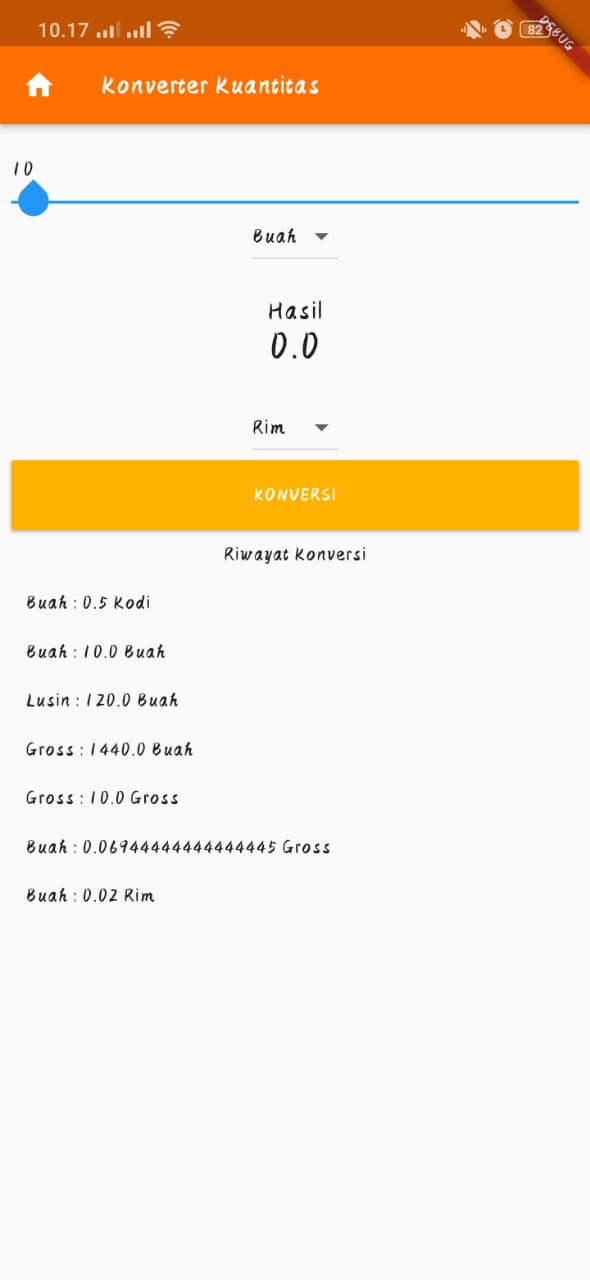 10.17
82
DEBUG
Konverter Kuantitas
10
Buah
Hasil
0.0
Rim
KONVERSI
Riwayat Konversi
Buah : 0.5 Kodi
Buah : 10.0 Buah
Lusin : 120.0 Buah
Gross : 1440.0 Buah
Gross : 10.0 Gross
Buah : 0.06944444444444445 Gross
Buah : 0.02 Rim